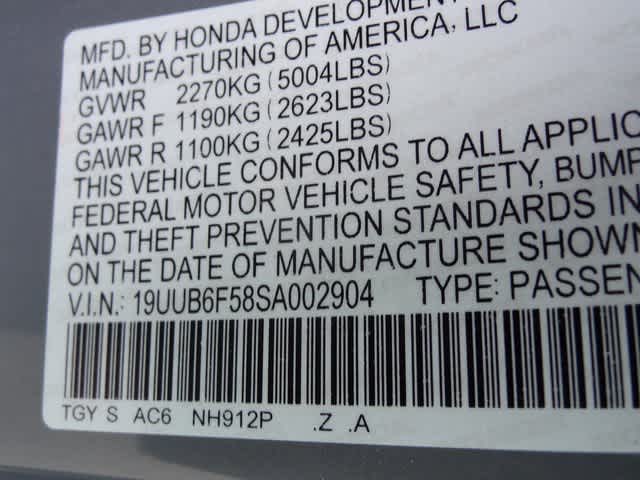 MFD. BY HONDA DEVELOPMENT
MANUFACTURING OF AMERICA, LLC
GVWR 2270KG (5004LBS)
GAWR F 1190KG (2623LBS)
GAWR R 1100KG (2425LBS)
THIS VEHICLE CONFORMS TO ALL APPLIC
FEDERAL MOTOR VEHICLE SAFETY, BUMP
AND THEFT PREVENTION STANDARDS IN
ON THE DATE OF MANUFACTURE SHOWN
V.I.N.: 19UUB6F58SA002904 TYPE: PASSEN
TGY S AC6 NH912P .Z .A